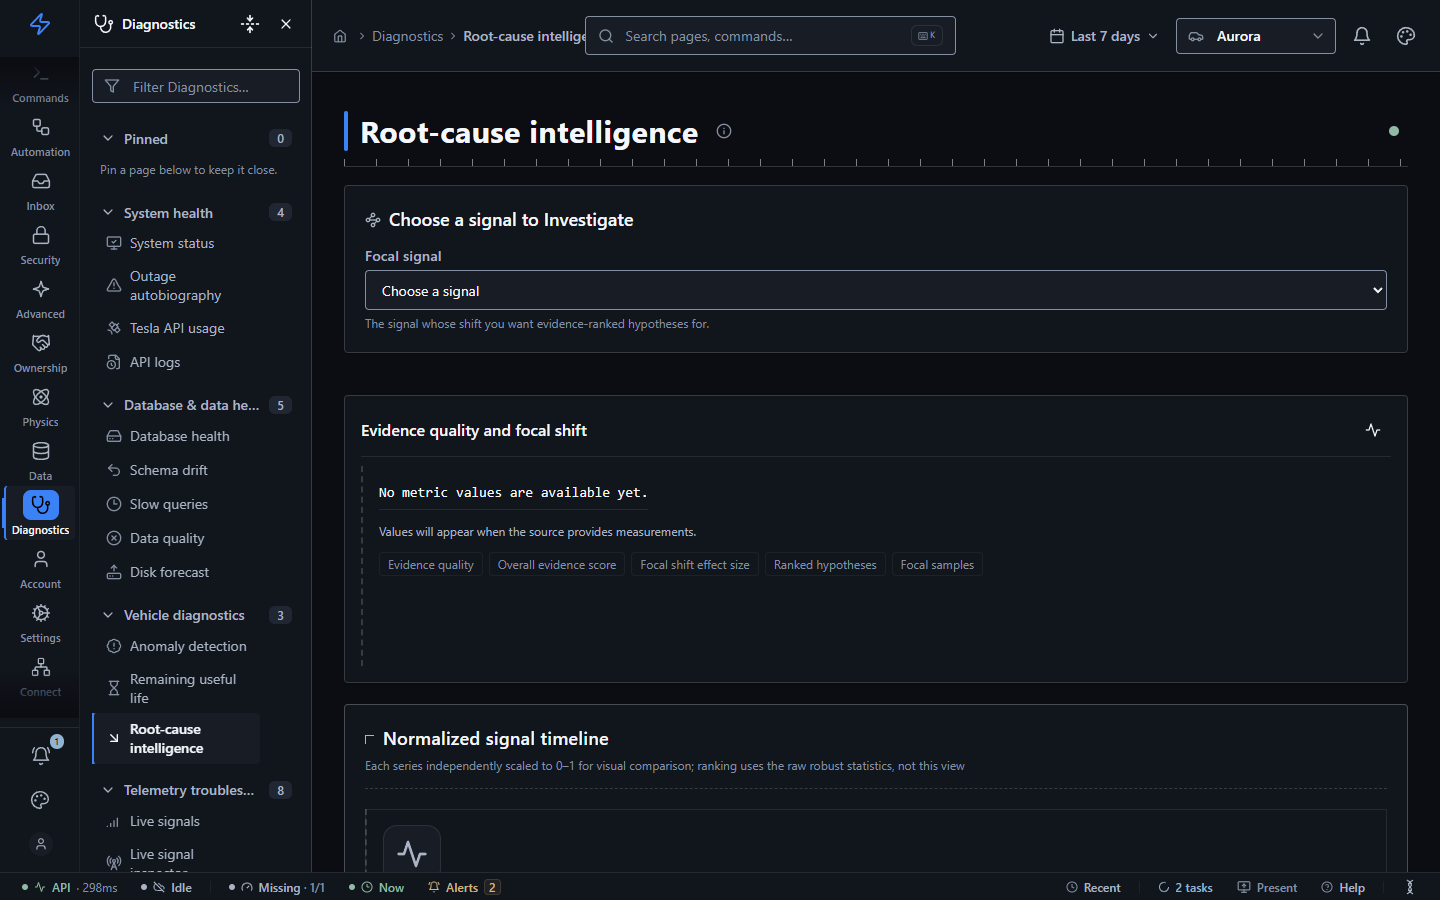 Commands
Automation
Inbox
Security
Advanced
Ownership
Physics
Data
Diagnostics
Account
Settings
Connect
1
Diagnostics
Filter Diagnostics...
Pinned 0
Pin a page below to keep it close.
System health 4
System status
Outage
autobiography
Tesla API usage
API logs
Database & data he... 5
Database health
Schema drift
Slow queries
Data quality
Disk forecast
Vehicle diagnostics 3
Anomaly detection
Remaining useful
life
Root-cause
intelligence
Telemetry troubles... 8
Live signals
Live signal
Diagnostics Root-cause intellige
Search pages, commands... K
Last 7 days
Aurora
Root-cause intelligence
Choose a signal to Investigate
Focal signal
Choose a signal
The signal whose shift you want evidence-ranked hypotheses for.
Evidence quality and focal shift
No metric values are available yet.
Values will appear when the source provides measurements.
Evidence quality Overall evidence score Focal shift effect size Ranked hypotheses Focal samples
Normalized signal timeline
Each series independently scaled to 0–1 for visual comparison; ranking uses the raw robust statistics, not this view
API · 298ms Idle Missing · 1/1 Now Alerts 2 Recent 2 tasks Present Help